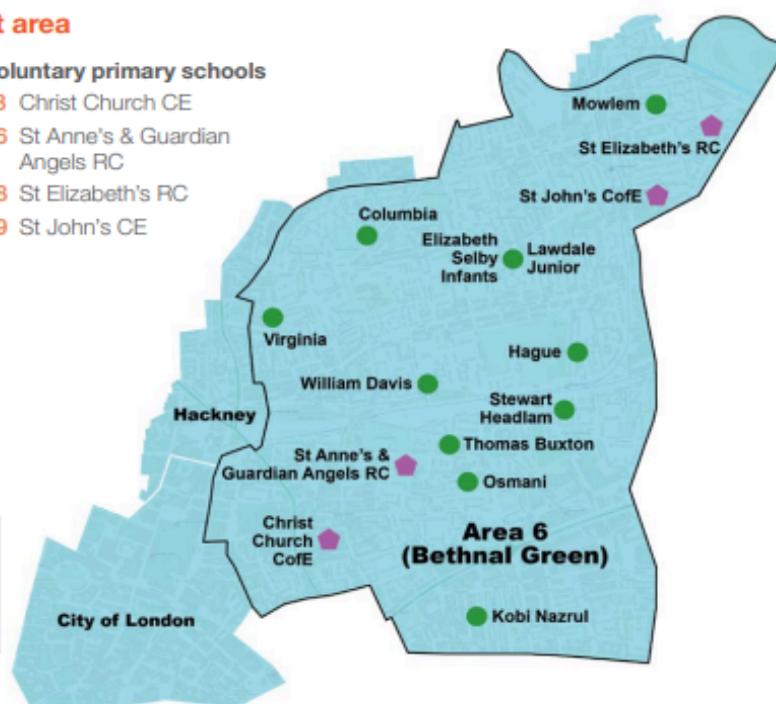 t area
oluntary primary schools
3 Christ Church CE
6 St Anne's & Guardian
Angels RC
8 St Elizabeth's RC
9 St John's CE
Mowlem
St Elizabeth's RC
St John's CofE
Columbia
Elizabeth
Selby
Infants
Lawdale
Junior
Virginia
Hague
William Davis
Stewart
Headlam
Hackney
Thomas Buxton
St Anne's &
Guardian Angels RC
Osmani
Christ
Church
CofE
Area 6
(Bethnal Green)
Kobi Nazrul
City of London